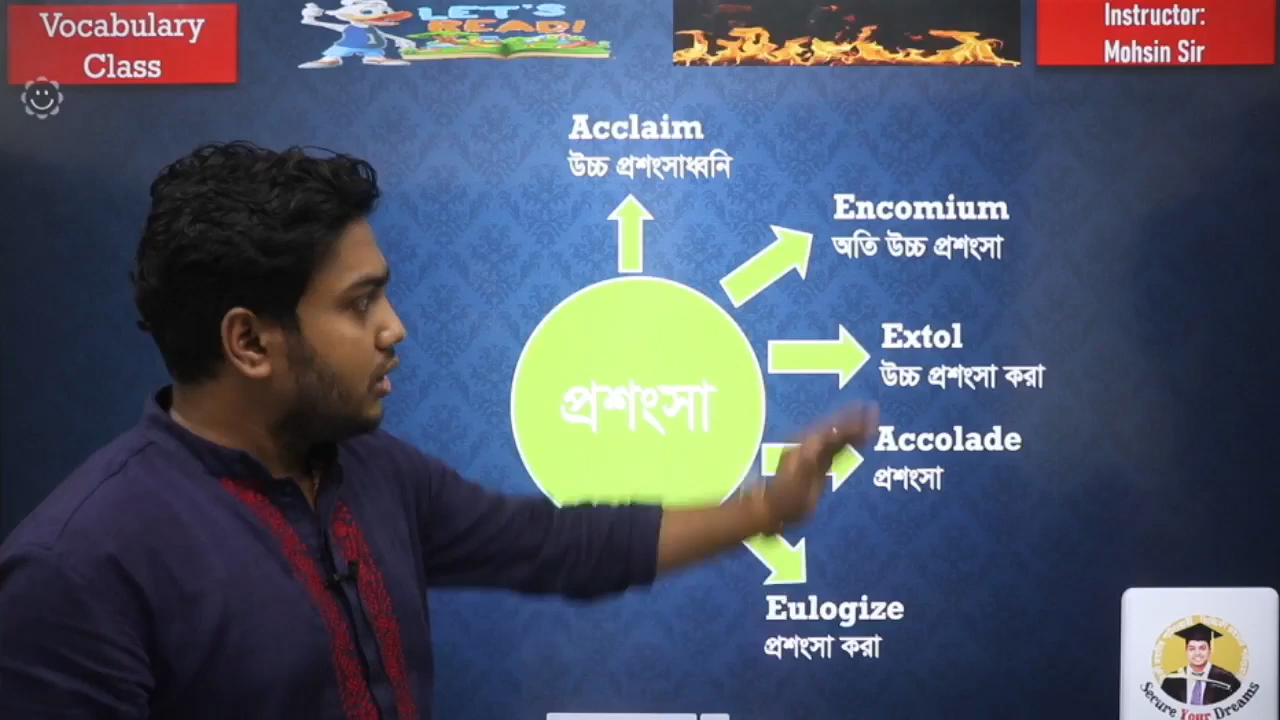 Vocabulary
Class
LET'S
READ!
Instructor:
Mohsin Sir
Acclaim
উচ্চ প্রশংসাধ্বনি
Encomium
অতি উচ্চ প্রশংসা
Extol
উচ্চ প্রশংসা করা
প্রশংসা
Accolade
প্রশংসা
Eulogize
প্রশংসা করা
Secure Your Dreams